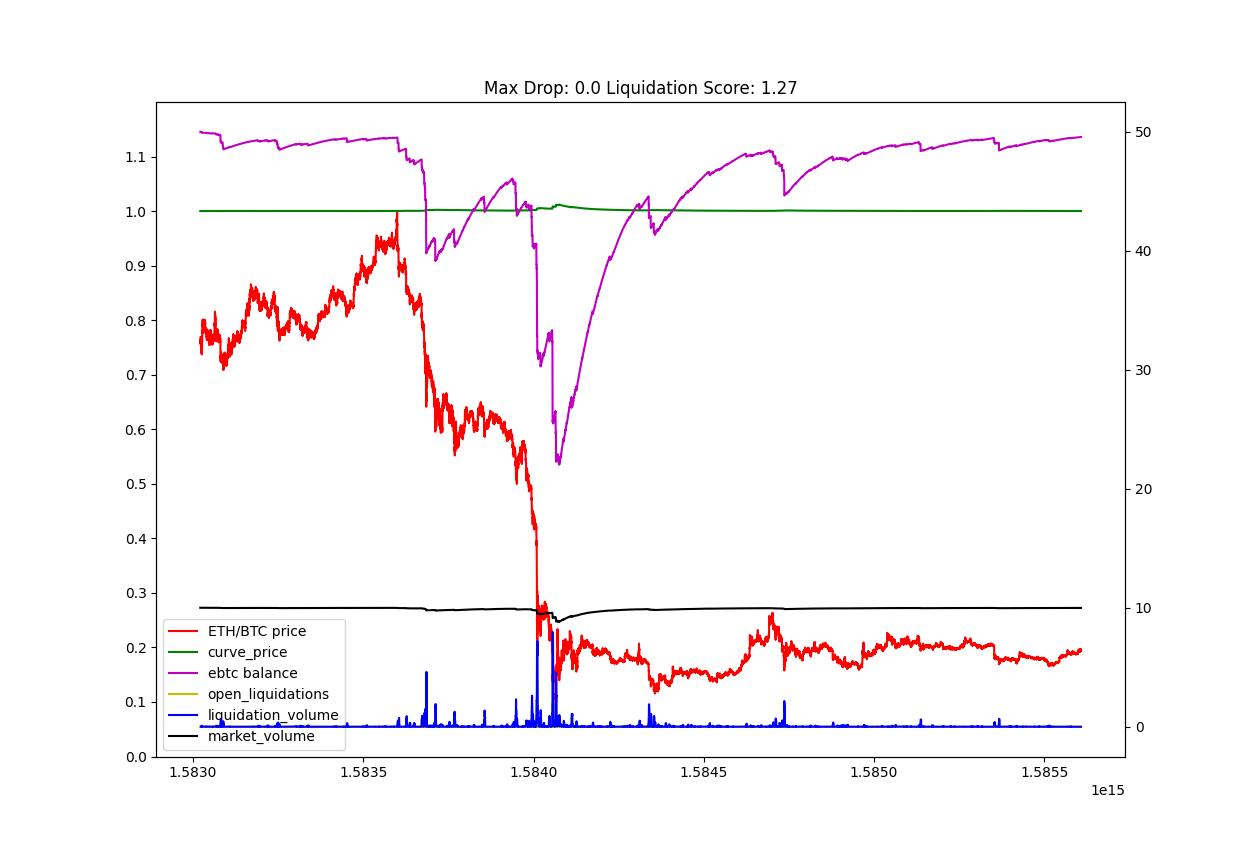 Max Drop: 0.0 Liquidation Score: 1.27
1.1
1.0
0.9
0.8
0.7
0.6
0.5
0.4
0.3
0.2
0.1
0.0
50
40
30
20
10
0
ETH/BTC price
curve_price
ebtc balance
open_liquidations
liquidation_volume
market_volume
1.5830 1.5835 1.5840 1.5845 1.5850 1.5855
1e15